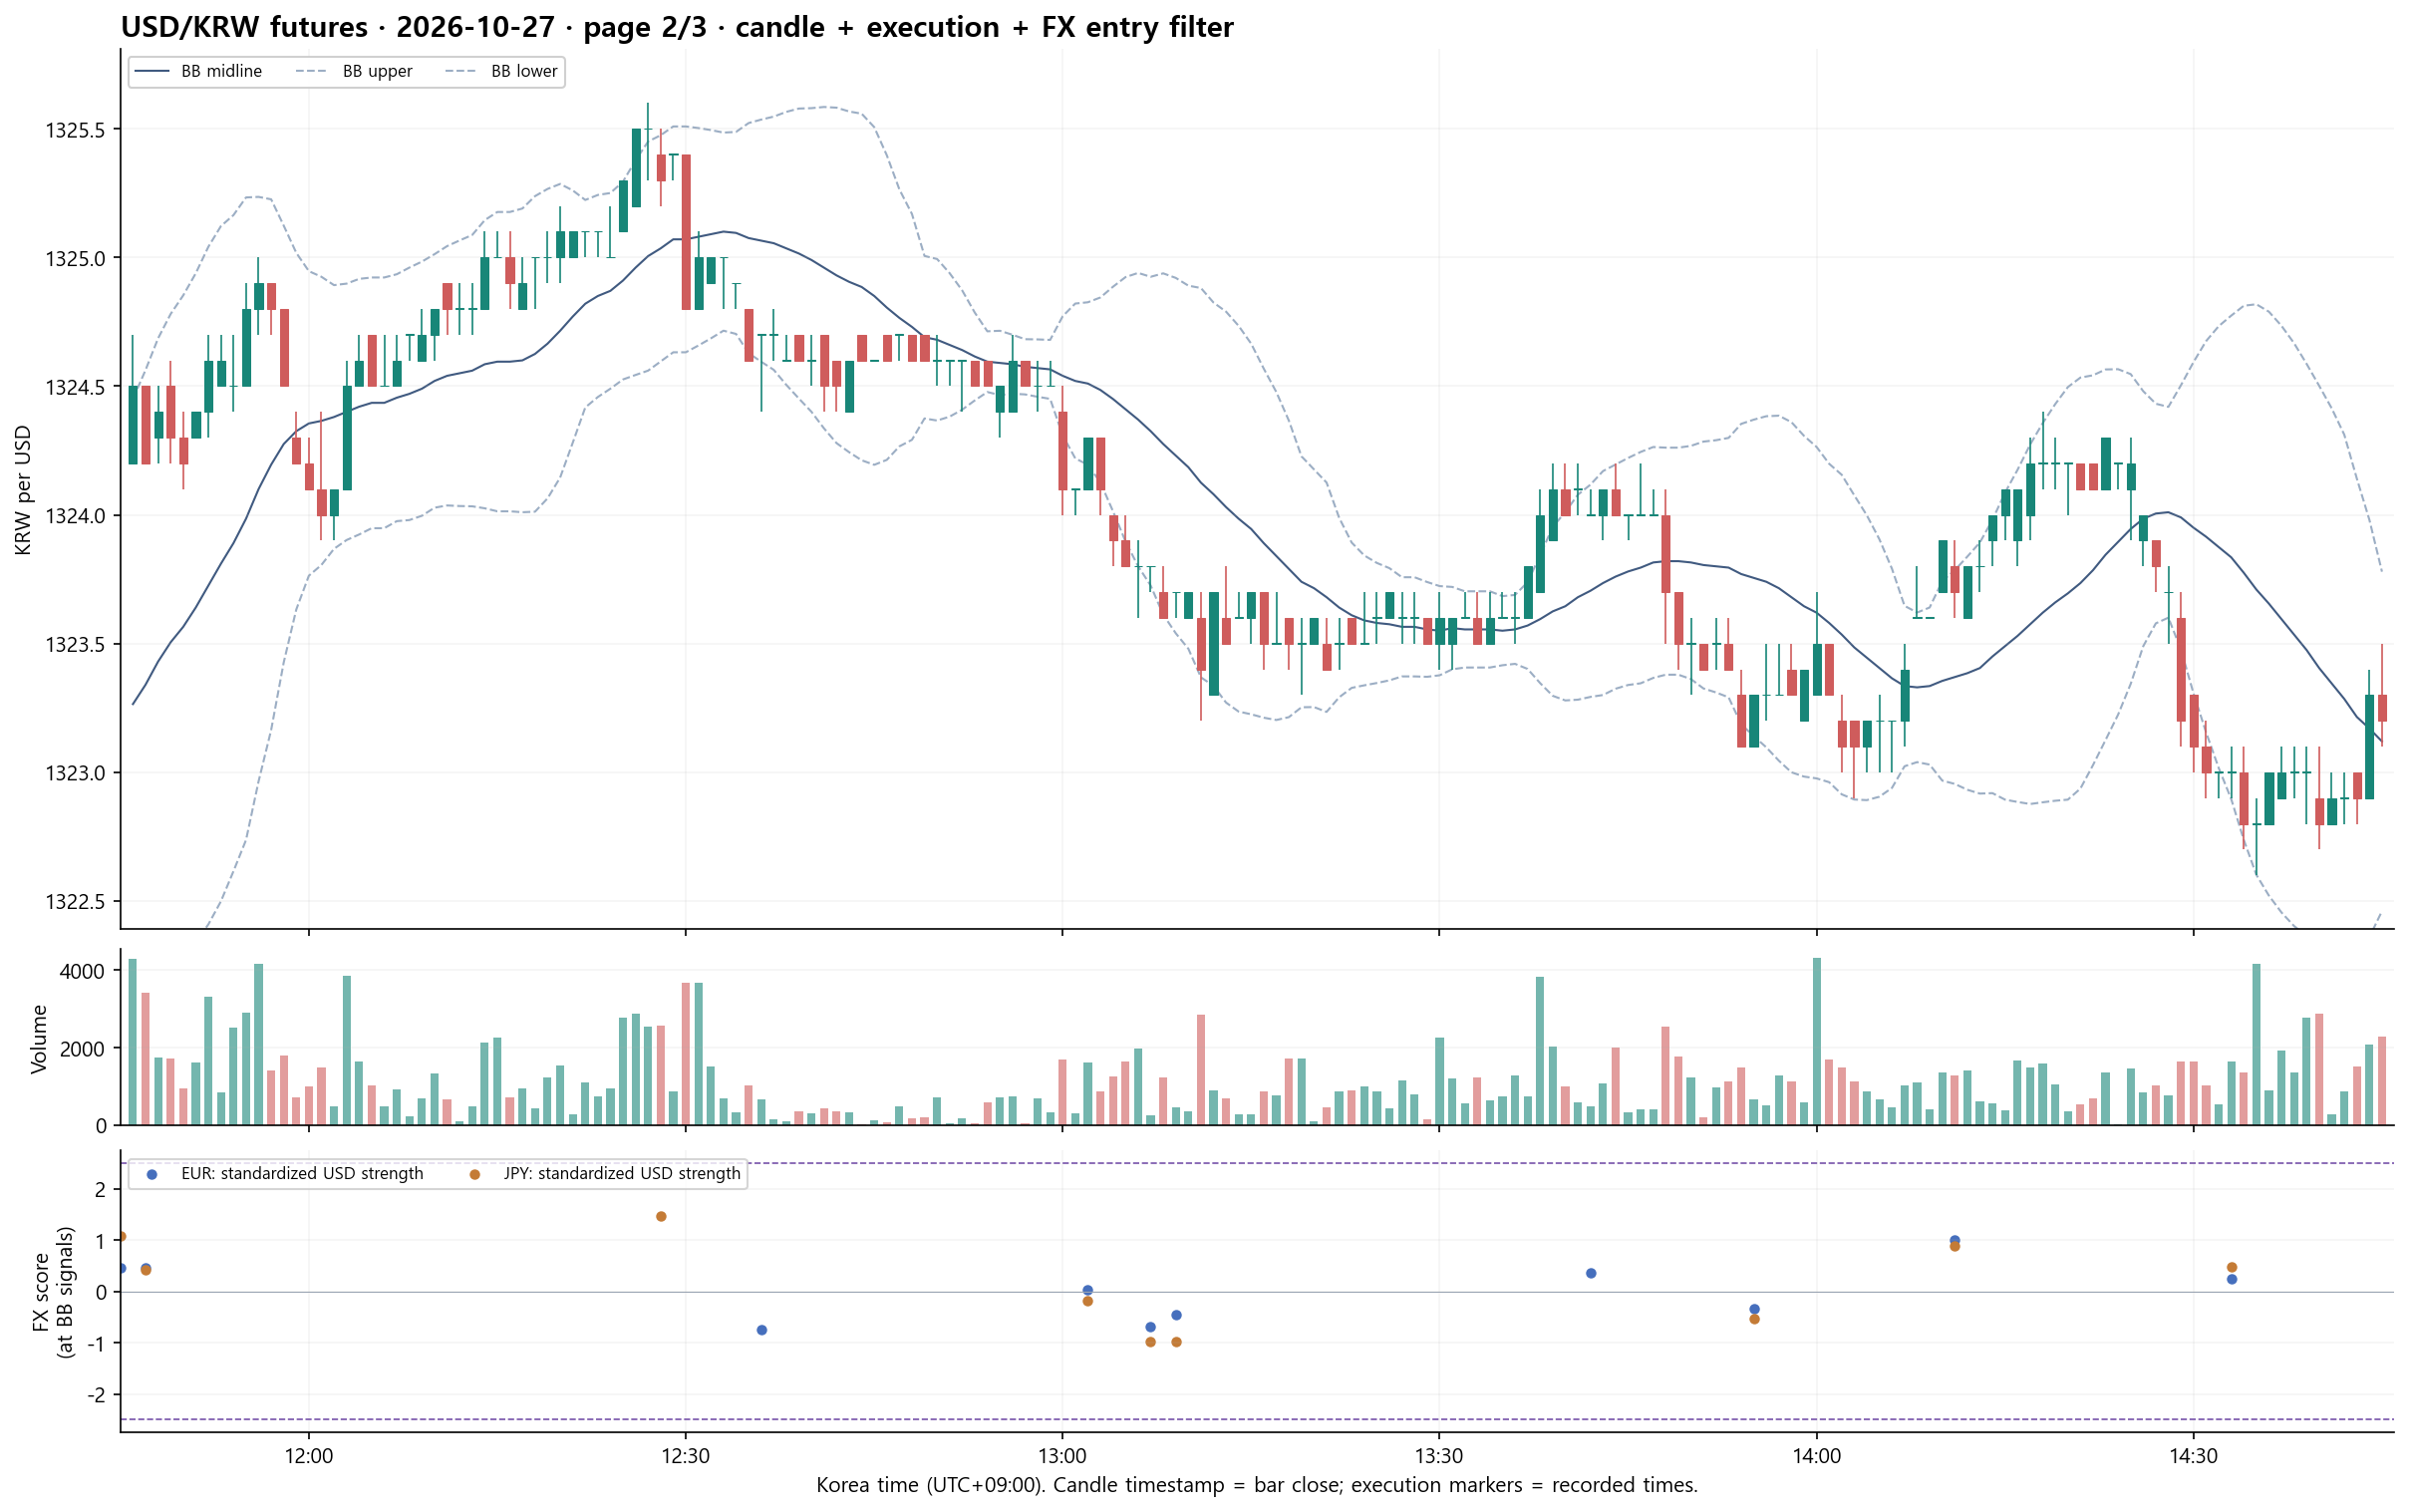 USD/KRW futures · 2026-10-27 · page 2/3 · candle + execution + FX entry filter
BB midline BB upper BB lower
KRW per USD
1325.5
1325.0
1324.5
1324.0
1323.5
1323.0
1322.5
Volume
4000
2000
0
EUR: standardized USD strength JPY: standardized USD strength
FX score
(at BB signals)
2
1
0
-1
-2
12:00 12:30 13:00 13:30 14:00 14:30
Korea time (UTC+09:00). Candle timestamp = bar close; execution markers = recorded times.